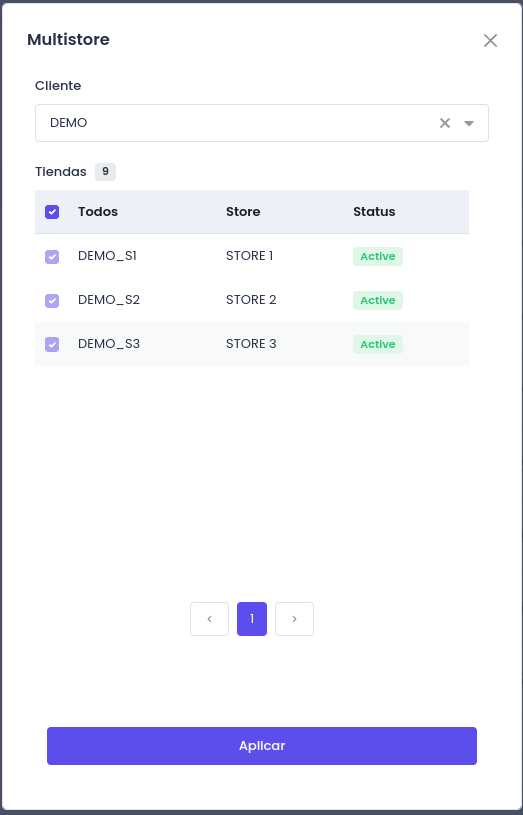 Multistore
Cliente
DEMO
Tiendas 9
Todos Store Status
DEMO_S1 STORE 1 Active
DEMO_S2 STORE 2 Active
DEMO_S3 STORE 3 Active
‹ 1 ›
Aplicar